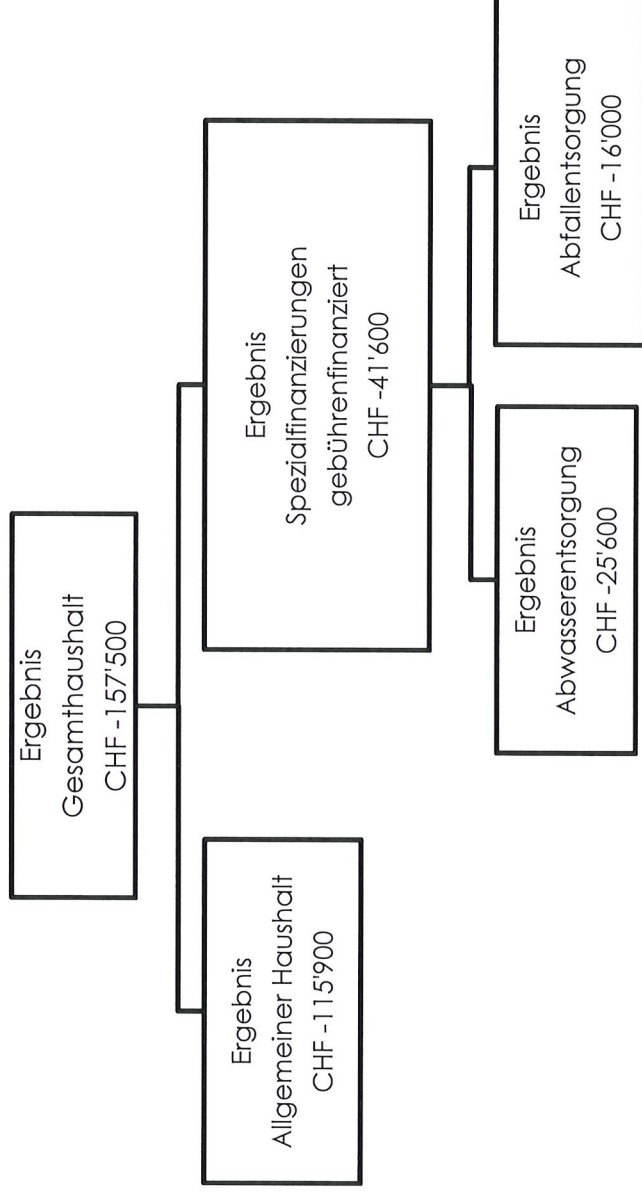 Ergebnis
Gesamthaushalt
CHF -157'500
Ergebnis
Allgemeiner Haushalt
CHF -115'900
Ergebnis
Spezialfinanzierungen
gebührenfinanziert
CHF -41'600
Ergebnis
Abwasserentsorgung
CHF -25'600
Ergebnis
Abfallentsorgung
CHF -16'000